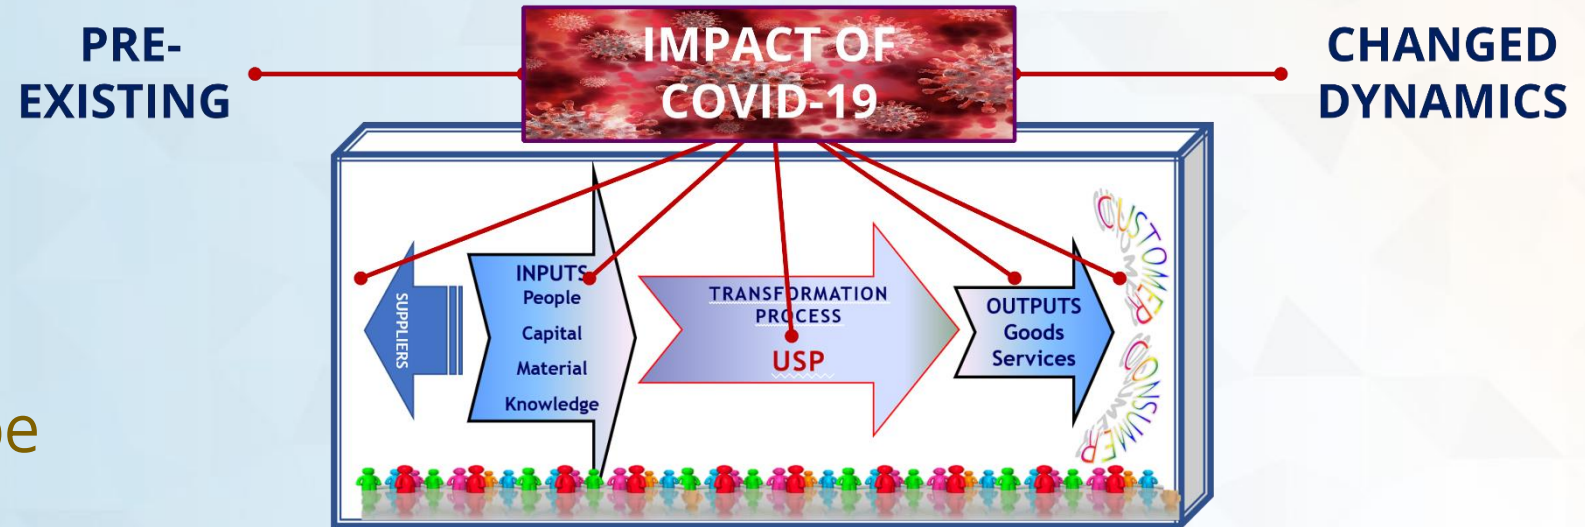 PRE-
EXISTING
IMPACT OF
COVID-19
CHANGED
DYNAMICS
SUPPLIERS
INPUTS
People
Capital
Material
Knowledge
TRANSFORMATION
PROCESS
USP
OUTPUTS
Goods
Services
CUSTOMER
CONSUMER